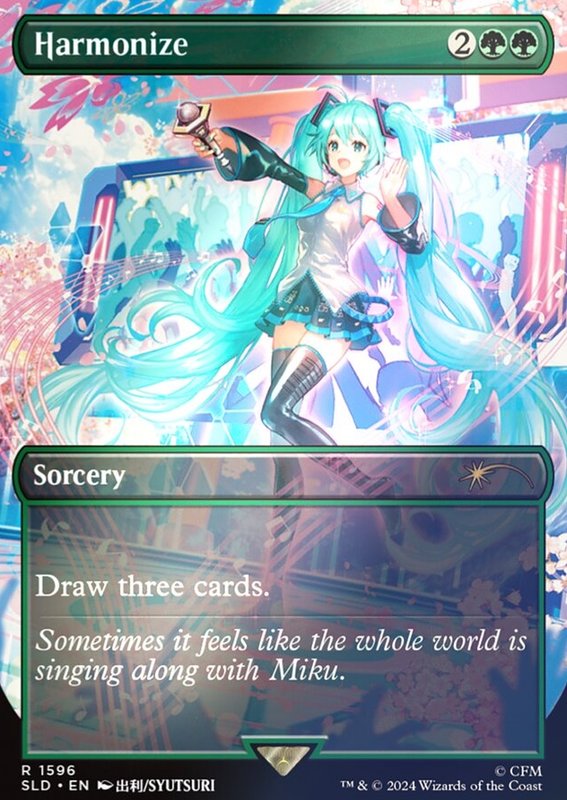 Harmonize 2
Sorcery
Draw three cards.
Sometimes it feels like the whole world is
singing along with Miku.
R 1596 © CFM
SLD • EN 出利/SYUTSURI ™ & © 2024 Wizards of the Coast